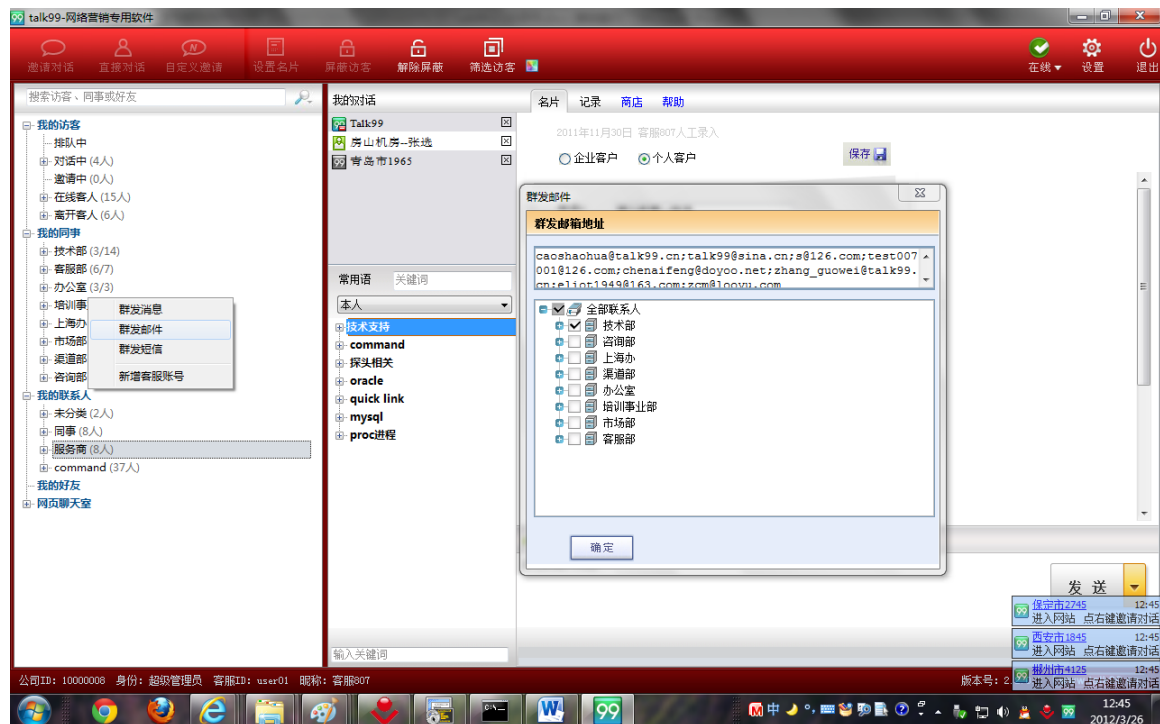 talk99-网络营销专用软件
邀请对话 直接对话 自定义邀请 设置名片 屏蔽访客 解除屏蔽 筛选访客 在线 设置 退出
搜索访客、同事或好友
我的访客
排队中
对话中 (4人)
邀请中 (0人)
在线客人 (15人)
离开客人 (6人)
我的同事
技术部 (3/14)
客服部 (6/7)
办公室 (3/3)
培训事
上海办
市场部
渠道部
咨询部
群发消息
群发邮件
群发短信
新增客服账号
我的联系人
未分类 (2人)
同事 (8人)
服务商 (8人)
command (37人)
我的好友
网页聊天室
我的对话
Talk99
房山机房--张选
青岛市1965
常用语 关键词
本人
技术支持
command
探头相关
oracle
quick link
mysql
proc进程
输入关键词
名片 记录 商店 帮助
2011年11月30日 客服807人工录入
企业客户 个人客户 保存
群发邮件
群发邮箱地址
caoshaohua@talk99.cn;talk99@sina.cn;s@126.com;test007
001@126.com;chenaifeng@doyoo.net;zhang_guowei@talk99.
cn;eliot1949@163.com;zcm@looyu.com
全部联系人
技术部
咨询部
上海办
渠道部
办公室
培训事业部
市场部
客服部
确定
发 送
保定市2745 12:45
进入网站 点右键邀请对话
西安市1845 12:45
进入网站 点右键邀请对话
郴州市4125 12:45
进入网站 点右键邀请对话
公司ID: 10000008 身份: 超级管理员 客服ID: user01 昵称: 客服807 版本号: 2
99
中
12:45
2012/3/26